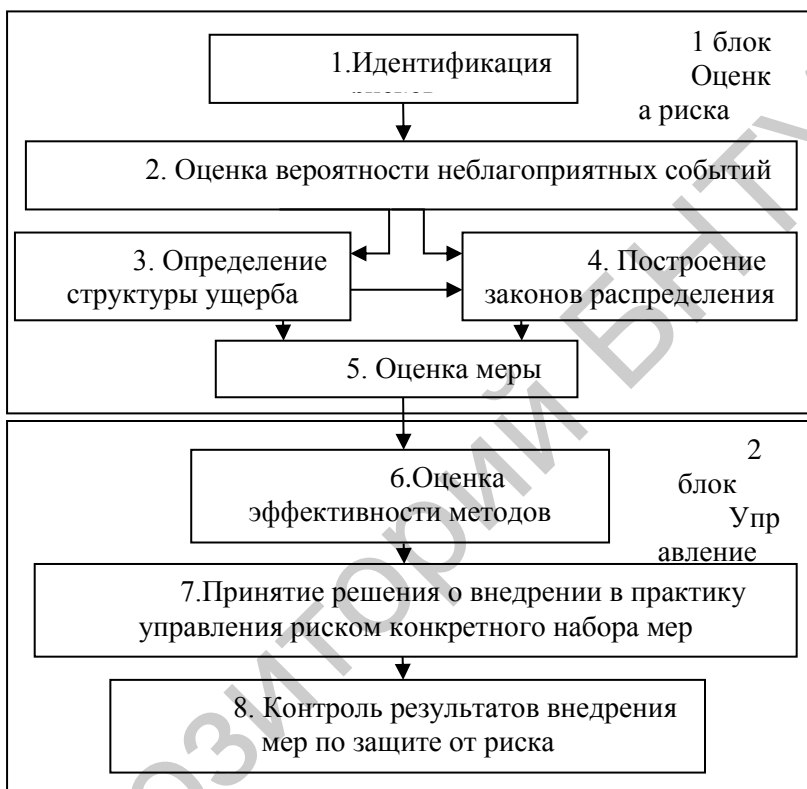 1.Идентификация
1 блок
Оценк
а риска
2. Оценка вероятности неблагоприятных событий
3. Определение
структуры ущерба
4. Построение
законов распределения
5. Оценка меры
6.Оценка
эффективности методов
2
блок
Упр
авление
7.Принятие решения о внедрении в практику
управления риском конкретного набора мер
8. Контроль результатов внедрения
мер по защите от риска
озиторий БНТ